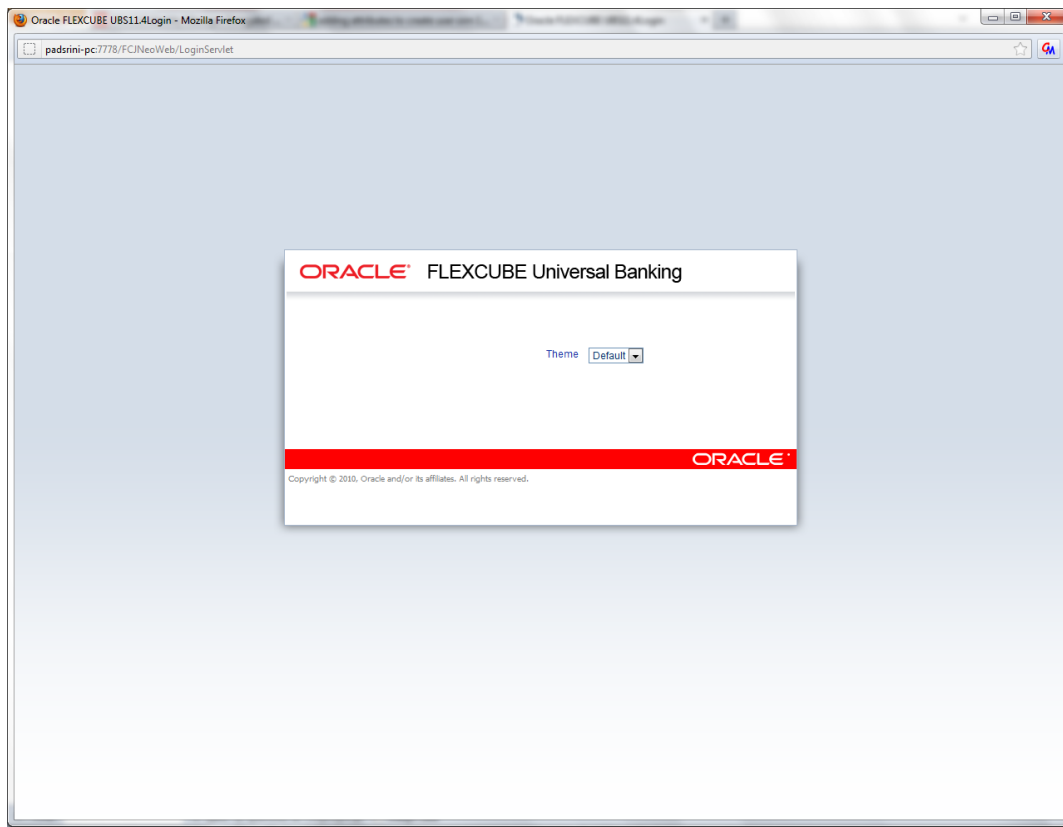 Oracle FLEXCUBE UBS11.4Login - Mozilla Firefox
padsrini-pc:7778/FCJNeoWeb/LoginServlet
ORACLE® FLEXCUBE Universal Banking
Theme Default
ORACLE
Copyright © 2010, Oracle and/or its affiliates. All rights reserved.